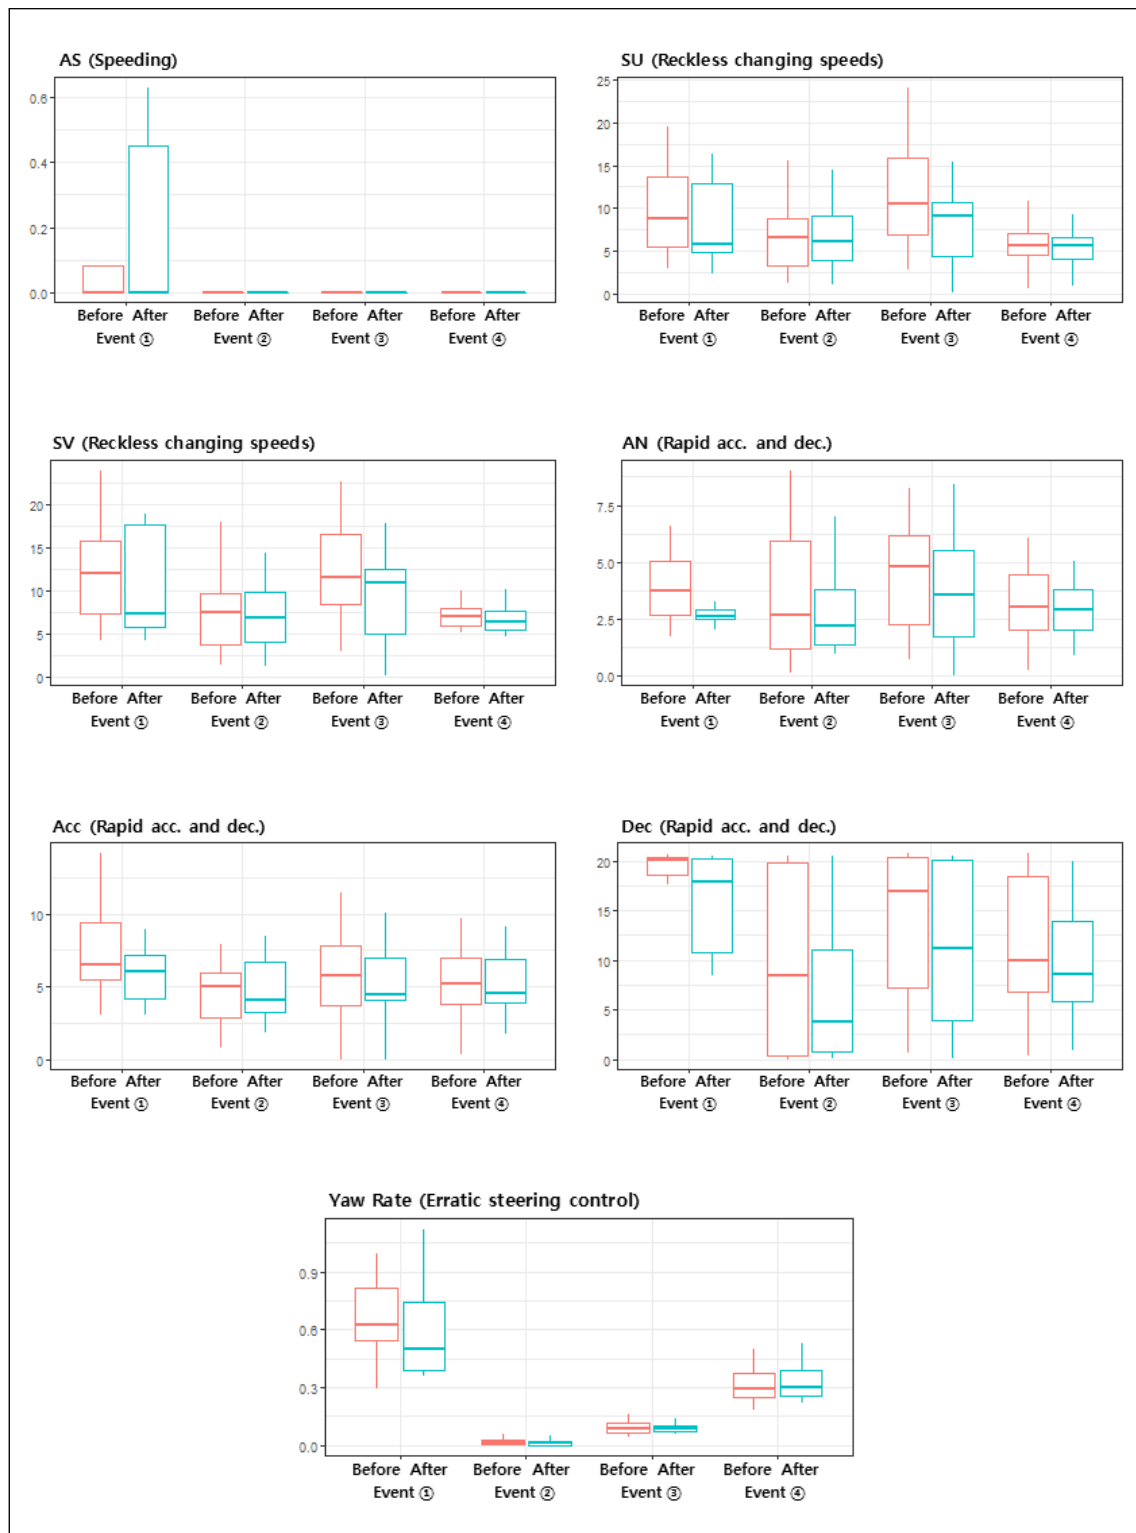 AS (Speeding)
0.6
0.4
0.2
0.0
Before After Before After Before After Before After
Event ① Event ② Event ③ Event ④
SU (Reckless changing speeds)
25
20
15
10
5
0
Before After Before After Before After Before After
Event ① Event ② Event ③ Event ④
SV (Reckless changing speeds)
20
15
10
5
0
Before After Before After Before After Before After
Event ① Event ② Event ③ Event ④
AN (Rapid acc. and dec.)
7.5
5.0
2.5
0.0
Before After Before After Before After Before After
Event ① Event ② Event ③ Event ④
Acc (Rapid acc. and dec.)
10
5
0
Before After Before After Before After Before After
Event ① Event ② Event ③ Event ④
Dec (Rapid acc. and dec.)
20
15
10
5
0
Before After Before After Before After Before After
Event ① Event ② Event ③ Event ④
Yaw Rate (Erratic steering control)
0.9
0.6
0.3
0.0
Before After Before After Before After Before After
Event ① Event ② Event ③ Event ④